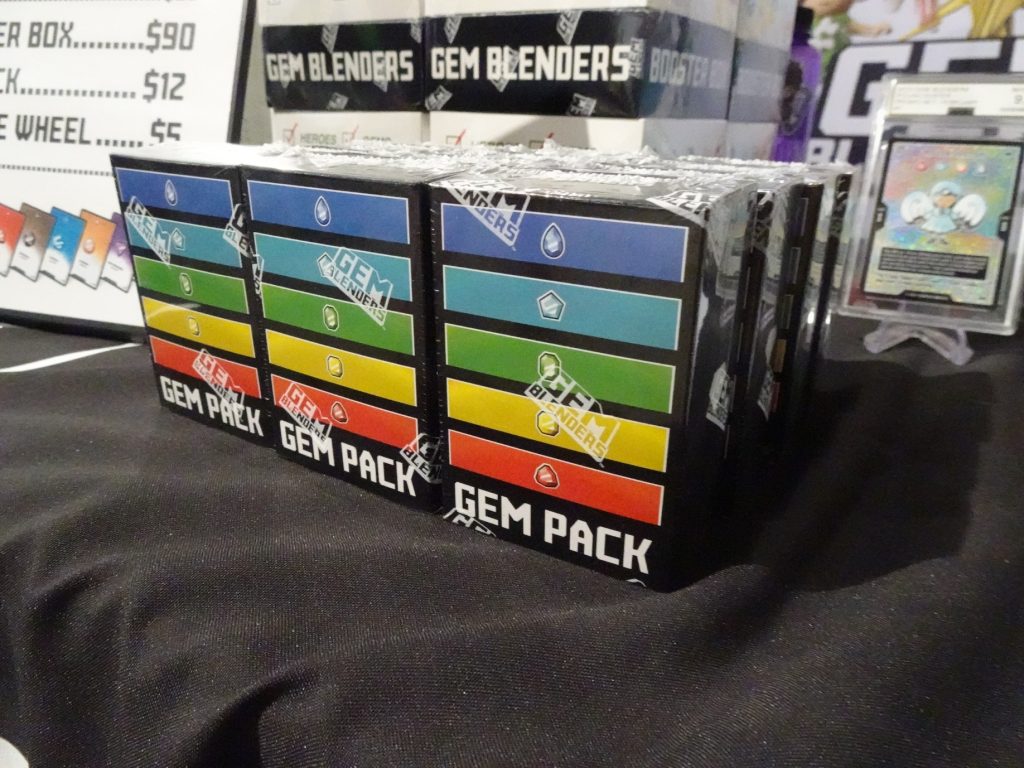 ER BOX.........$90
CK...............$12
E WHEEL ....$5
GEM BLENDERS
GEM BLENDERS
BOOSTER
HEROES
GEM BLENDERS
GEM BLENDERS
GEM BLENDERS
GEM BLENDERS
GEM BLENDERS
GEM BLENDERS
GEM PACK
GEM PACK
GEM PACK